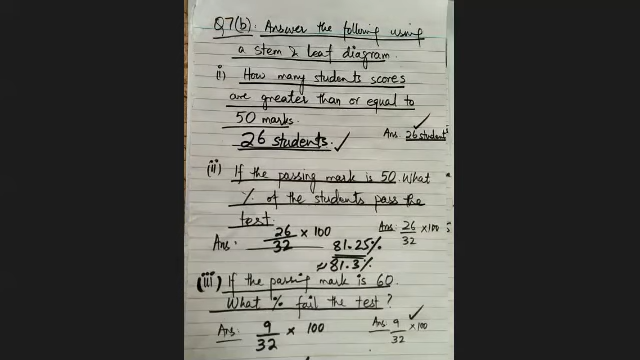 Q7(b): Answer the following using
a stem & leaf diagram.
(i) How many students scores
are greater than or equal to
50 marks.
26 students ✓
Ans: 26 students ✓
(ii) If the passing mark is 50. What
% of the students pass the
test.
Ans: 26/32 × 100
81.25%
≈ 81.3%
Ans: 26/32 × 100
(iii) If the passing mark is 60.
What % fail the test?
Ans: 9/32 × 100
Ans: 9/32 × 100 ✓